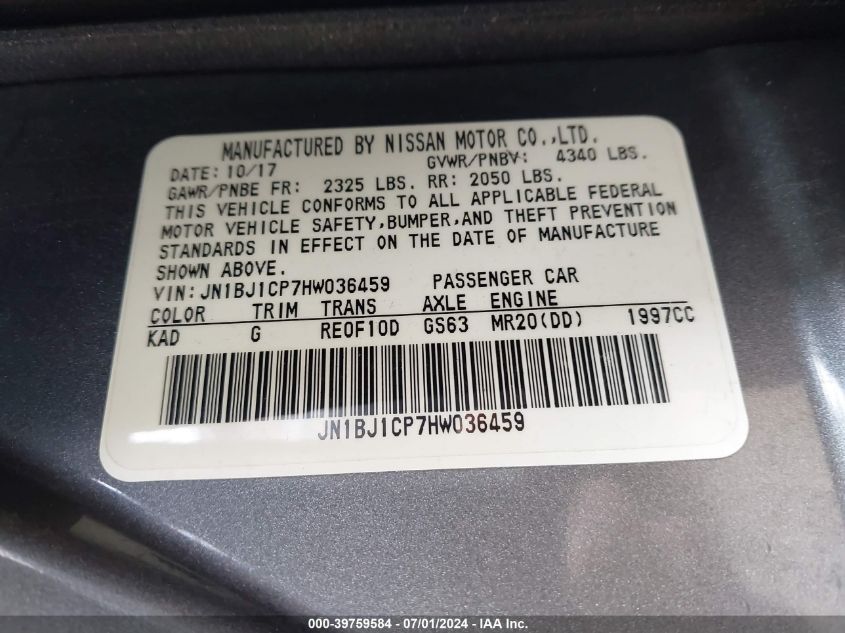 MANUFACTURED BY NISSAN MOTOR CO.,LTD.
DATE: 10/17 GVWR/PNBV: 4340 LBS.
GAWR/PNBE FR: 2325 LBS. RR: 2050 LBS.
THIS VEHICLE CONFORMS TO ALL APPLICABLE FEDERAL
MOTOR VEHICLE SAFETY,BUMPER,AND THEFT PREVENTION
STANDARDS IN EFFECT ON THE DATE OF MANUFACTURE
SHOWN ABOVE.
VIN:JN1BJ1CP7HW036459 PASSENGER CAR
COLOR TRIM TRANS AXLE ENGINE
KAD G RE0F10D GS63 MR20(DD) 1997CC
JN1BJ1CP7HW036459
000-39759584 - 07/01/2024 - IAA Inc.